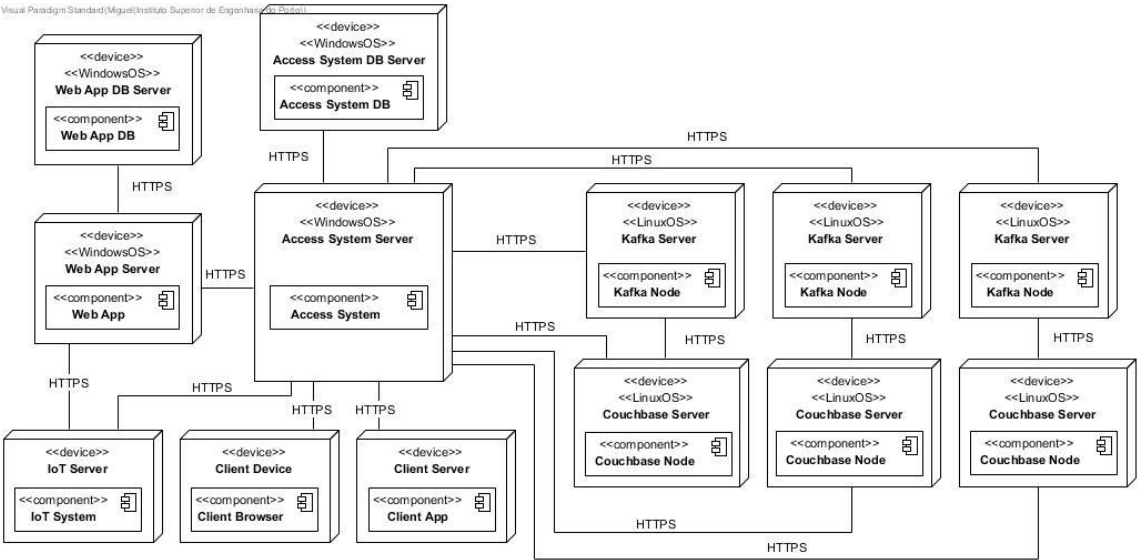 Visual Paradigm Standard(Miguel(Instituto Superior de Engenharia do Porto))
<<device>>
<<WindowsOS>>
Web App DB Server
<<component>>
Web App DB
<<device>>
<<WindowsOS>>
Access System DB Server
<<component>>
Access System DB
HTTPS
HTTPS
HTTPS
HTTPS
<<device>>
<<WindowsOS>>
Web App Server
<<component>>
Web App
HTTPS
<<device>>
<<WindowsOS>>
Access System Server
<<component>>
Access System
HTTPS
<<device>>
<<LinuxOS>>
Kafka Server
<<component>>
Kafka Node
<<device>>
<<LinuxOS>>
Kafka Server
<<component>>
Kafka Node
<<device>>
<<LinuxOS>>
Kafka Server
<<component>>
Kafka Node
HTTPS
HTTPS
HTTPS
HTTPS
HTTPS
HTTPS
HTTPS
HTTPS
<<device>>
<<LinuxOS>>
Couchbase Server
<<component>>
Couchbase Node
<<device>>
<<LinuxOS>>
Couchbase Server
<<component>>
Couchbase Node
<<device>>
<<LinuxOS>>
Couchbase Server
<<component>>
Couchbase Node
<<device>>
IoT Server
<<component>>
IoT System
<<device>>
Client Device
<<component>>
Client Browser
<<device>>
Client Server
<<component>>
Client App
HTTPS
HTTPS